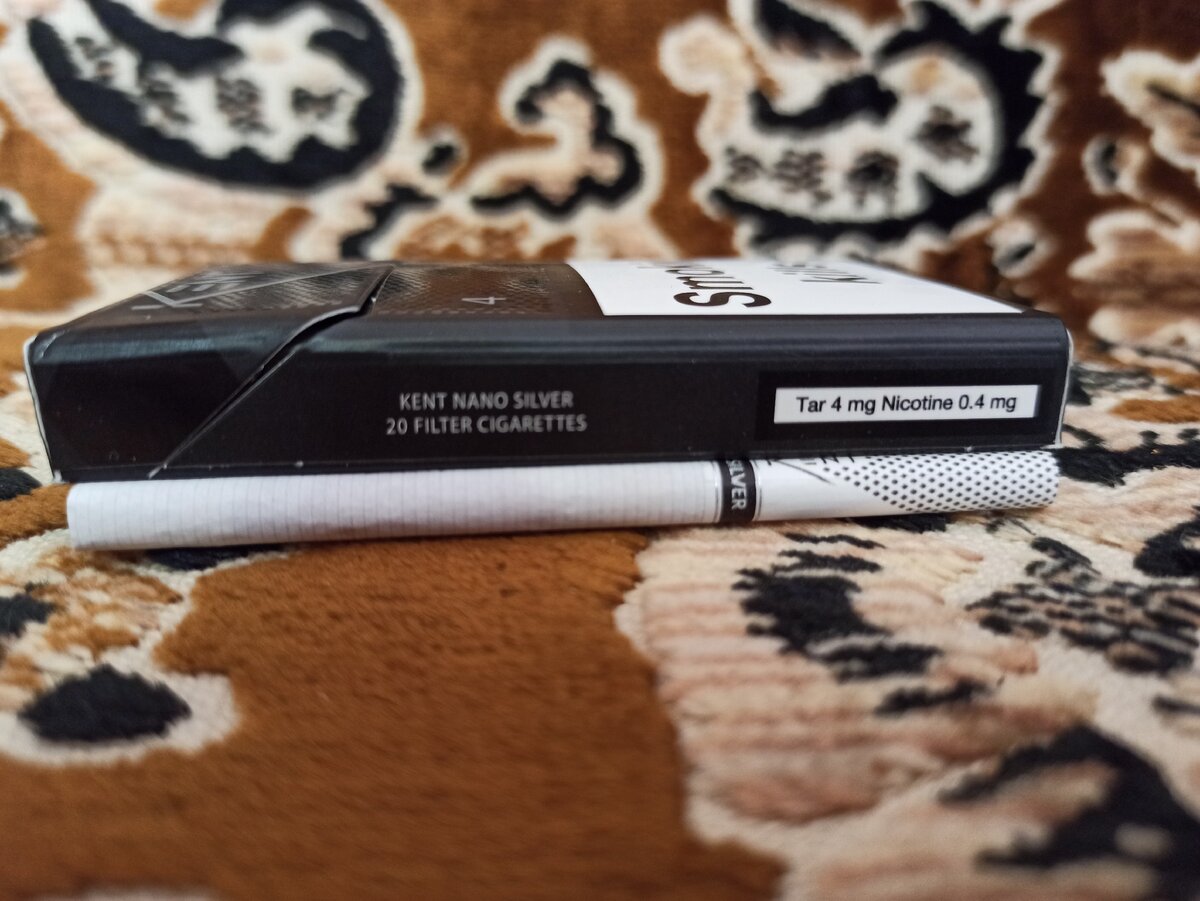 4
KENT NANO SILVER
20 FILTER CIGARETTES
Tar 4 mg Nicotine 0.4 mg
SILVER